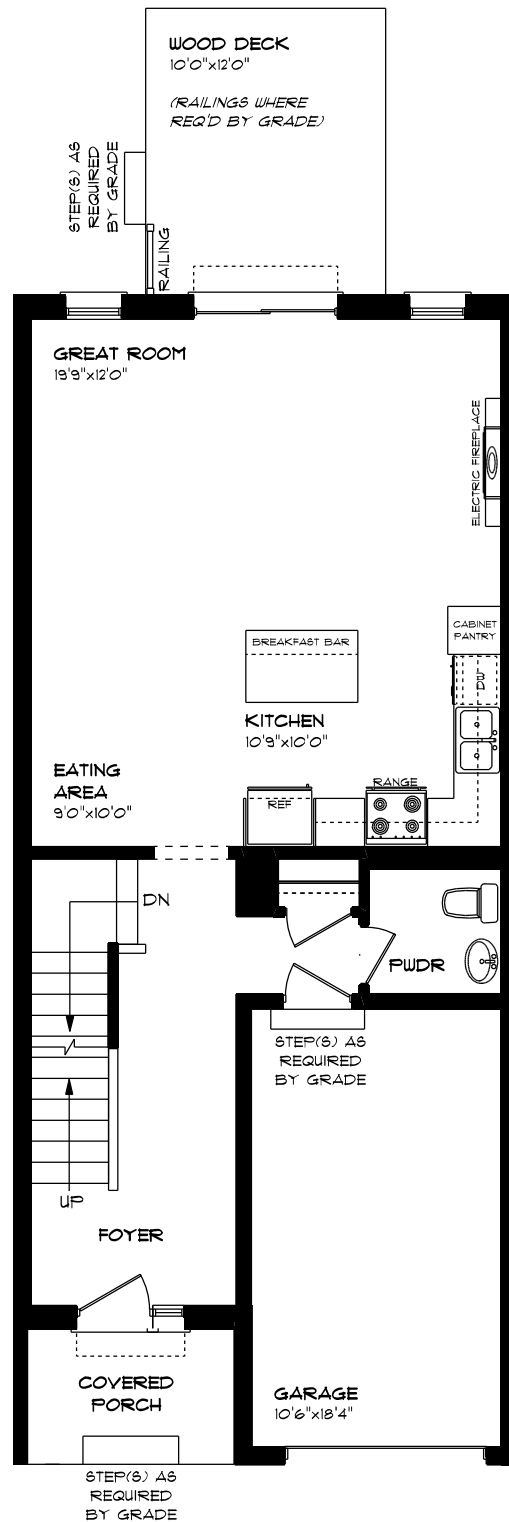 WOOD DECK
10'0"x12'0"
(RAILINGS WHERE
REQ'D BY GRADE)
STEP(S) AS
REQUIRED
BY GRADE
RAILING
GREAT ROOM
19'9"x12'0"
ELECTRIC FIREPLACE
CABINET
PANTRY
BREAKFAST BAR
DW
KITCHEN
10'9"x10'0"
EATING
AREA
9'0"x10'0"
REF
RANGE
DN
PWDR
STEP(S) AS
REQUIRED
BY GRADE
UP
FOYER
COVERED
PORCH
GARAGE
10'6"x18'4"
STEP(S) AS
REQUIRED
BY GRADE